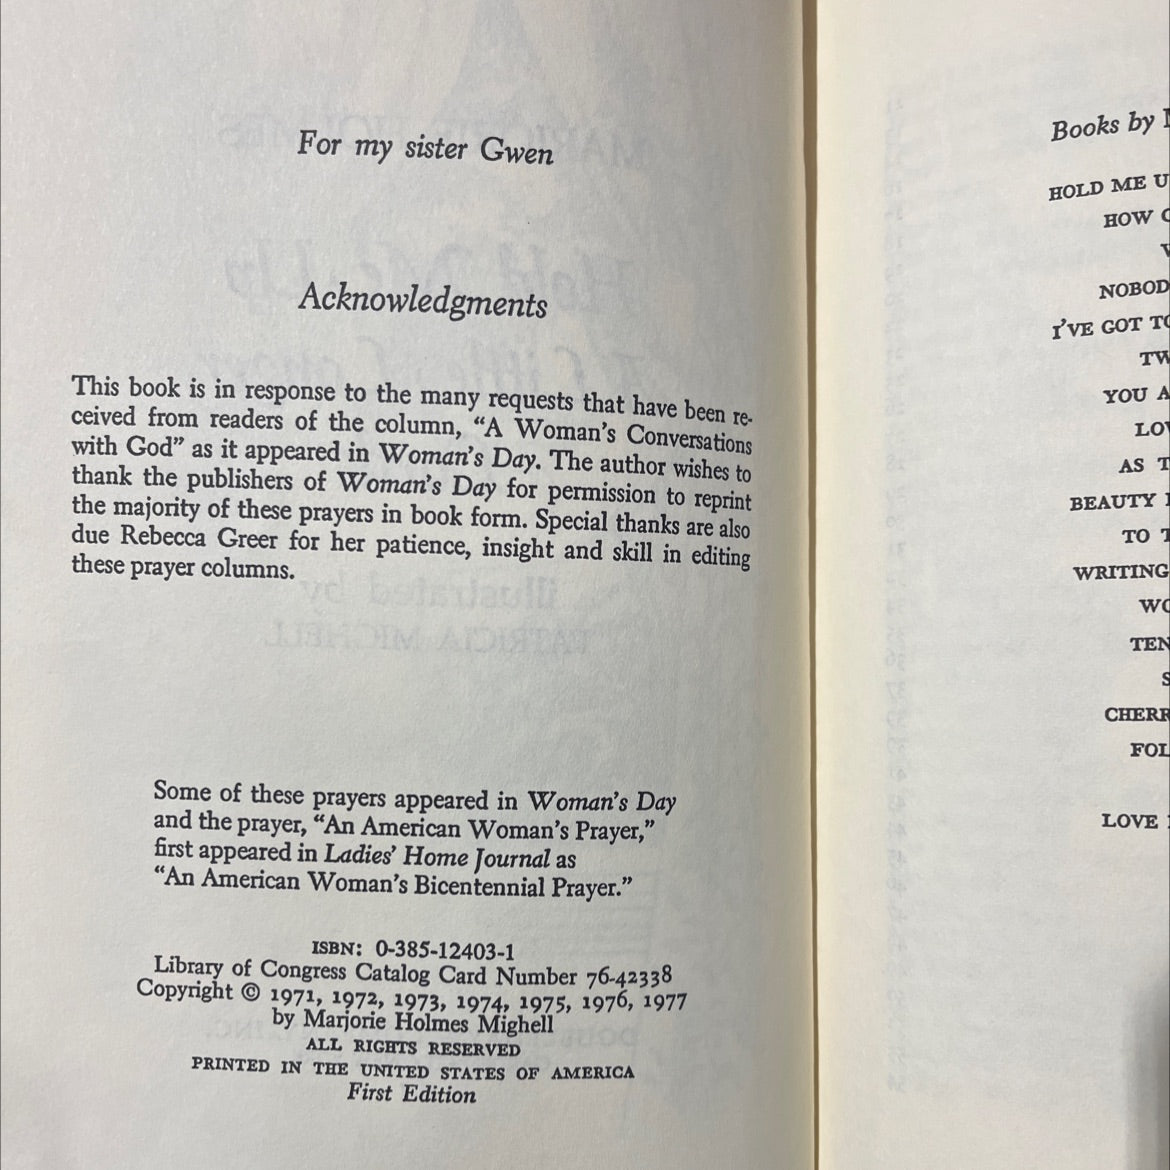 For my sister Gwen
Acknowledgments
This book is in response to the many requests that have been re-
ceived from readers of the column, “A Woman’s Conversations
with God” as it appeared in Woman’s Day. The author wishes to
thank the publishers of Woman’s Day for permission to reprint
the majority of these prayers in book form. Special thanks are also
due Rebecca Greer for her patience, insight and skill in editing
these prayer columns.
Some of these prayers appeared in Woman’s Day
and the prayer, “An American Woman’s Prayer,”
first appeared in Ladies’ Home Journal as
“An American Woman’s Bicentennial Prayer.”
ISBN: 0-385-12403-1
Library of Congress Catalog Card Number 76-42338
Copyright © 1971, 1972, 1973, 1974, 1975, 1976, 1977
by Marjorie Holmes Mighell
ALL RIGHTS RESERVED
PRINTED IN THE UNITED STATES OF AMERICA
First Edition
Books by
HOLD ME
HOW
I’VE GOT
YOU
AS
BEAUTY
TO
WRITING
LOVE